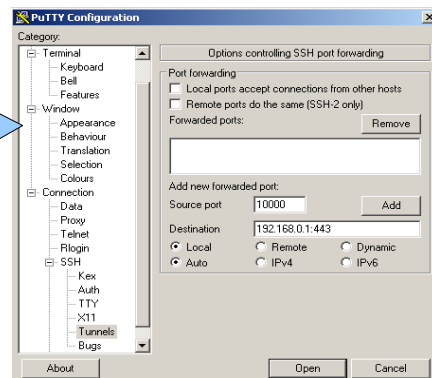 PuTTY Configuration
Category:
Terminal
Keyboard
Bell
Features
Window
Appearance
Behaviour
Translation
Selection
Colours
Connection
Data
Proxy
Telnet
Rlogin
SSH
Kex
Auth
TTY
X11
Tunnels
Bugs
Options controlling SSH port forwarding
Port forwarding
Local ports accept connections from other hosts
Remote ports do the same (SSH-2 only)
Forwarded ports:
Remove
Add new forwarded port:
Source port 10000 Add
Destination 192.168.0.1:443
Local Remote Dynamic
Auto IPv4 IPv6
About Open Cancel